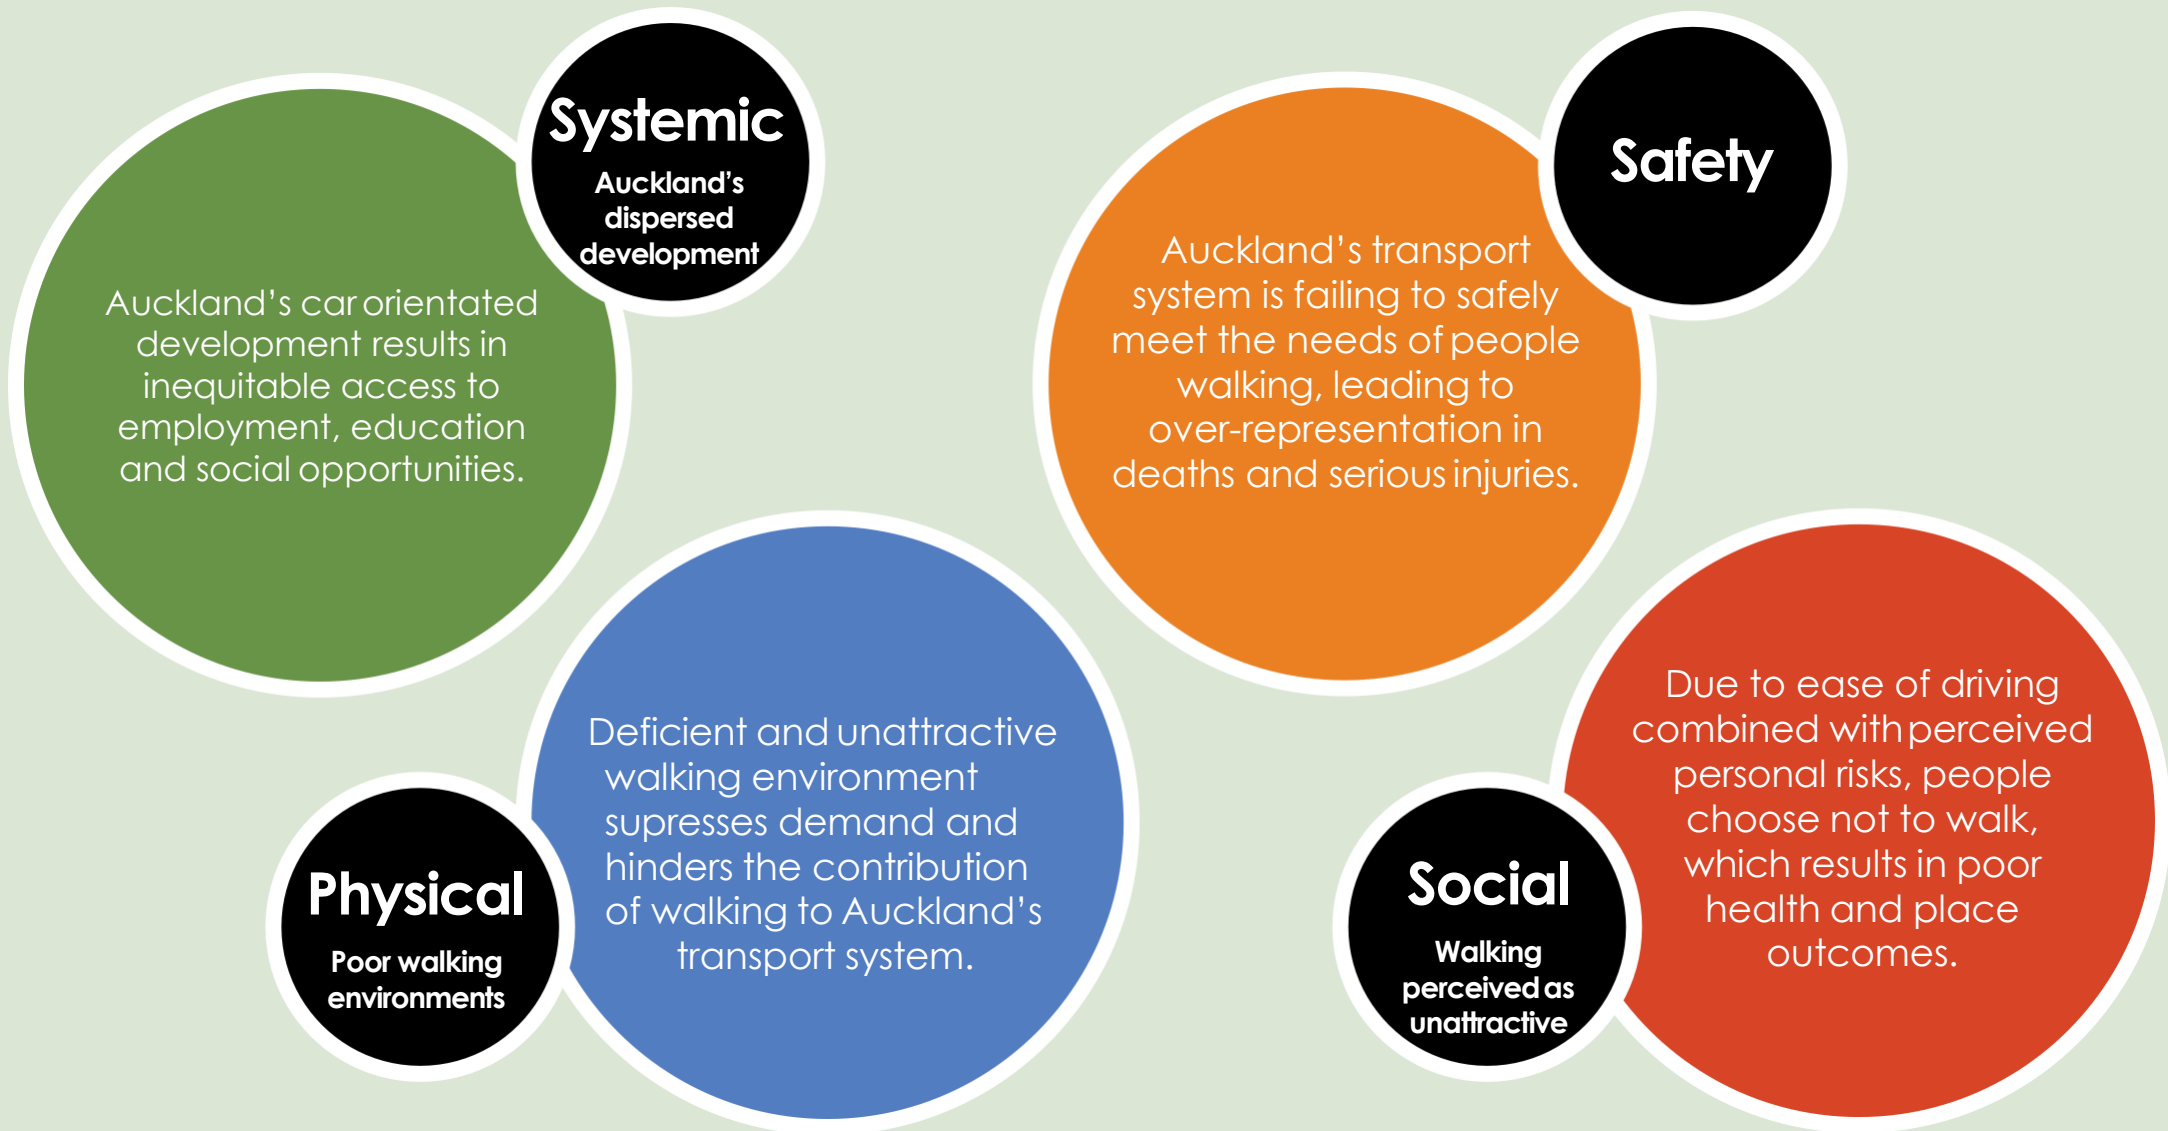 Systemic
Auckland's
dispersed
development
Auckland's car orientated
development results in
inequitable access to
employment, education
and social opportunities.
Safety
Auckland's transport
system is failing to safely
meet the needs of people
walking, leading to
over-representation in
deaths and serious injuries.
Physical
Poor walking
environments
Deficient and unattractive
walking environment
supresses demand and
hinders the contribution
of walking to Auckland's
transport system.
Social
Walking
perceived as
unattractive
Due to ease of driving
combined with perceived
personal risks, people
choose not to walk,
which results in poor
health and place
outcomes.